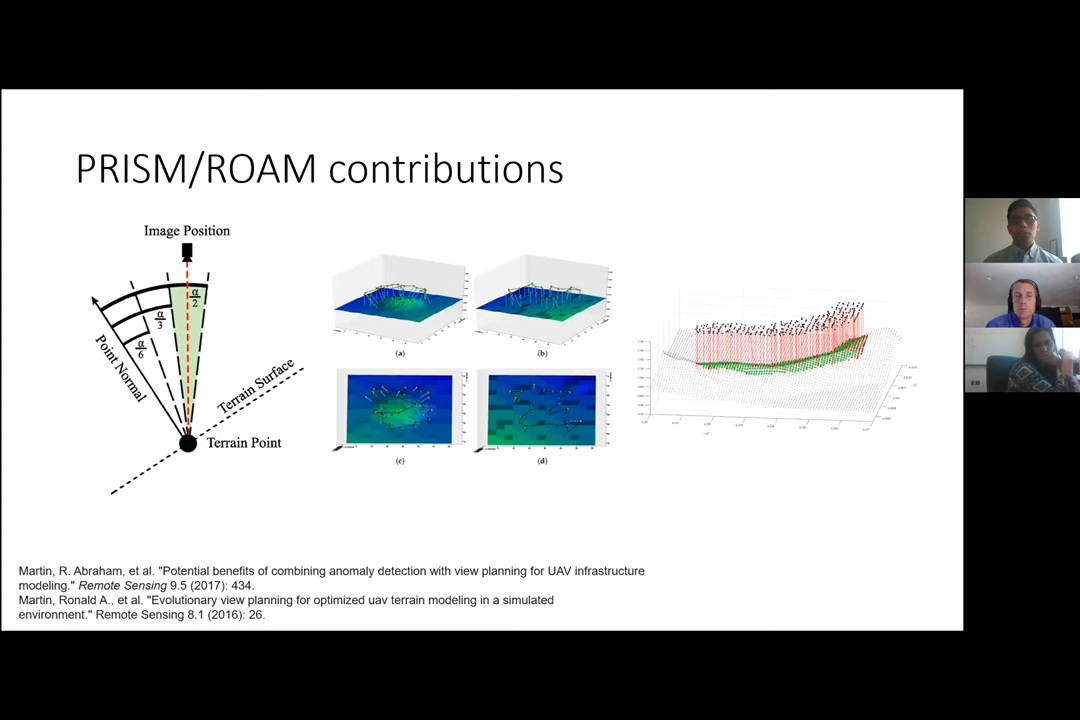 PRISM/ROAM contributions
Image Position
α/2
α/3
α/6
Point Normal
Terrain Surface
Terrain Point
(a)
(b)
(c)
(d)
Martin, R. Abraham, et al. "Potential benefits of combining anomaly detection with view planning for UAV infrastructure
modeling." Remote Sensing 9.5 (2017): 434.
Martin, Ronald A., et al. "Evolutionary view planning for optimized uav terrain modeling in a simulated
environment." Remote Sensing 8.1 (2016): 26.